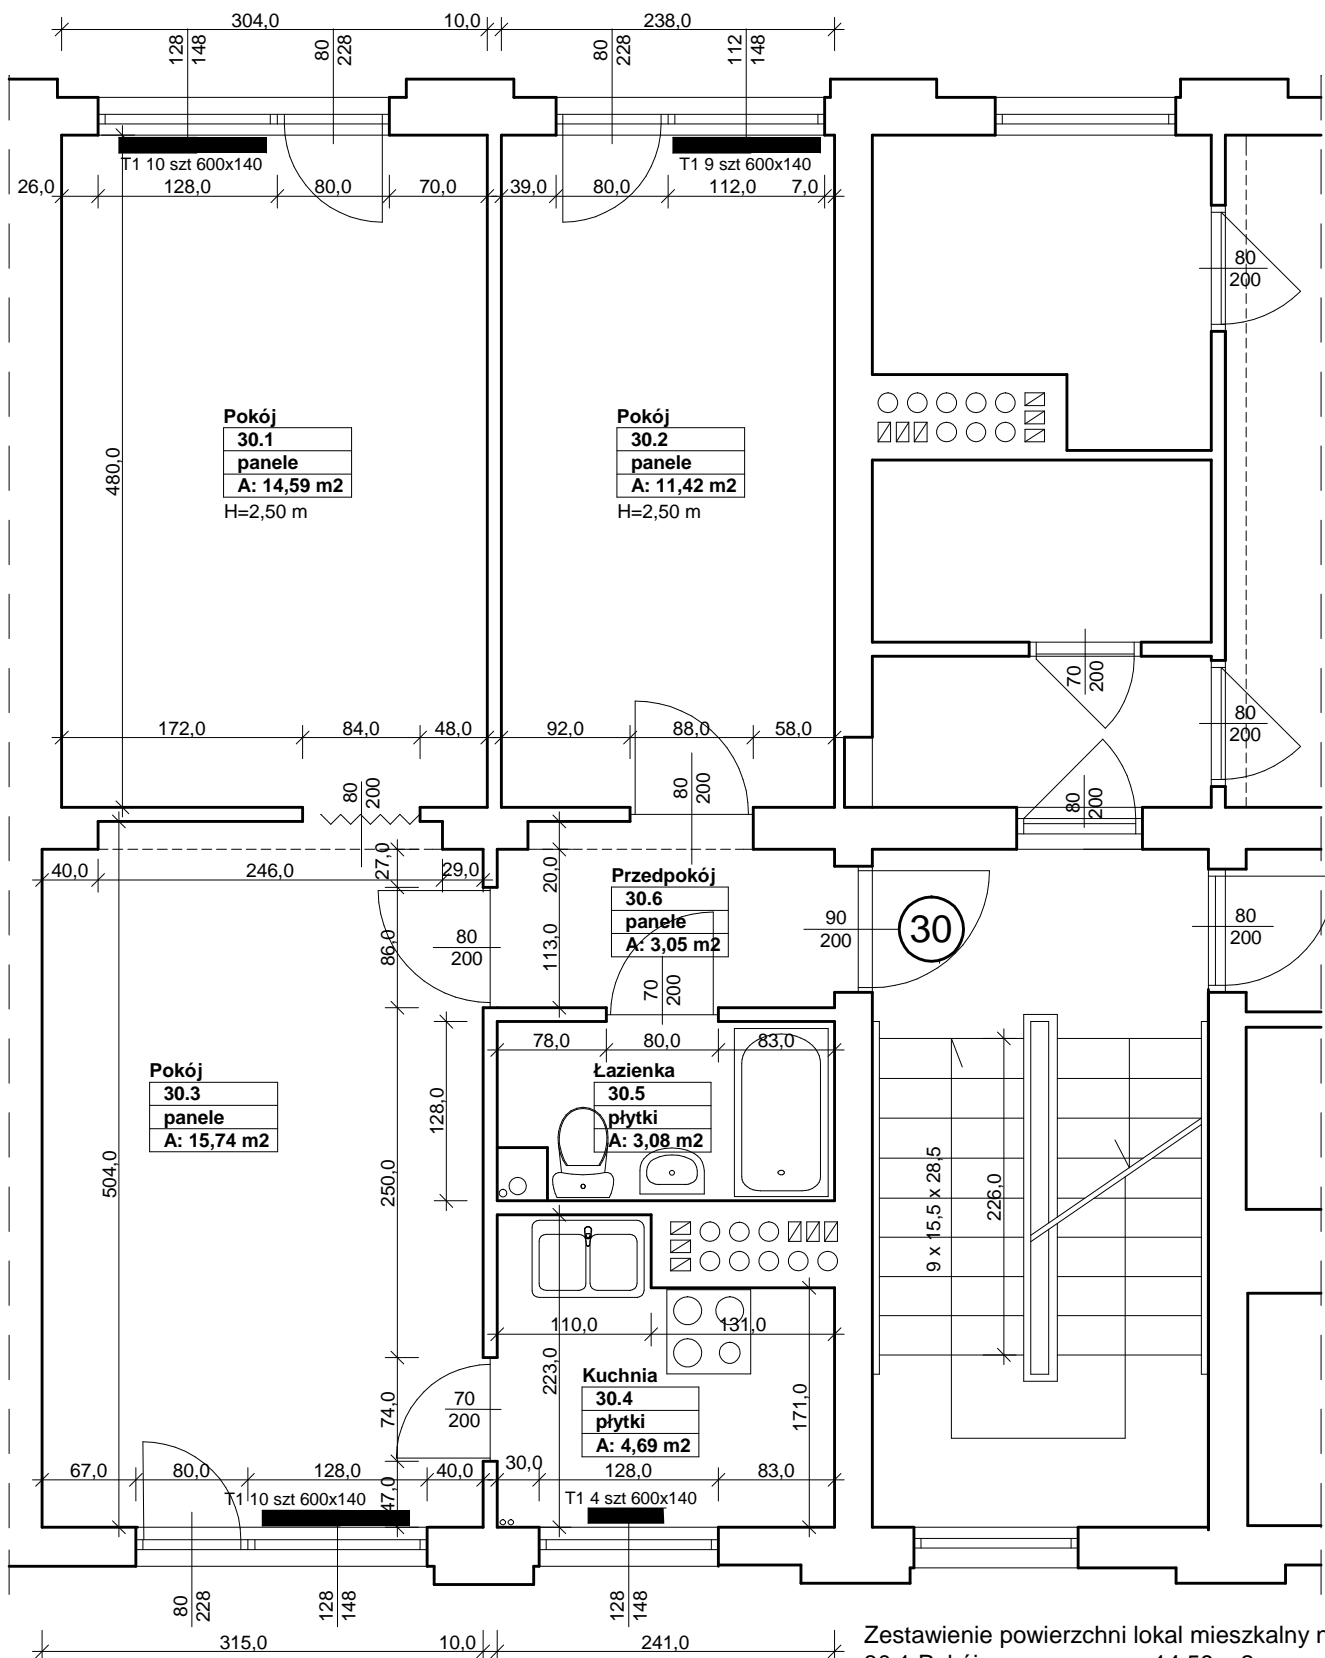 304,0 10,0 238,0
128
148
80
228
80
228
112
148
T1 10 szt 600x140
T1 9 szt 600x140
26,0 128,0 80,0 70,0 39,0 80,0 112,0 7,0
80
200
480,0
Pokój
30.1
panele
A: 14,59 m2
H=2,50 m
Pokój
30.2
panele
A: 11,42 m2
H=2,50 m
70
200
80
200
172,0 84,0 48,0 92,0 88,0 58,0
80
200
80
200
80
200
40,0 246,0 27,0 29,0 20,0
Przedpokój
30.6
panele
A: 3,05 m2
86,0
80
200
113,0
90
200
30
80
200
70
200
78,0 80,0 83,0
Pokój
30.3
panele
A: 15,74 m2
128,0
Łazienka
30.5
płytki
A: 3,08 m2
504,0
250,0
9 x 15,5 x 28,5
226,0
110,0 131,0
223,0
Kuchnia
30.4
płytki
A: 4,69 m2
171,0
74,0
70
200
67,0 80,0 128,0 40,0 47,0 30,0 128,0 83,0
T1 10 szt 600x140
T1 4 szt 600x140
80
228
128
148
128
148
315,0 10,0 241,0
Zestawienie powierzchni lokal mieszkalny